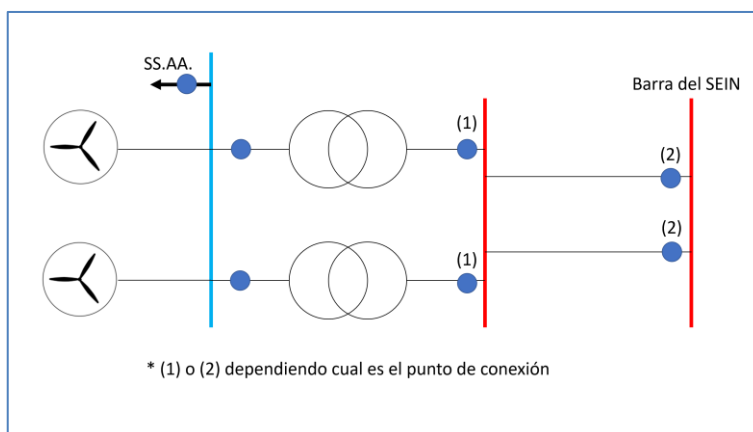 SS.AA.
Barra del SEIN
(1)
(2)
(2)
(1)
* (1) o (2) dependiendo cual es el punto de conexión